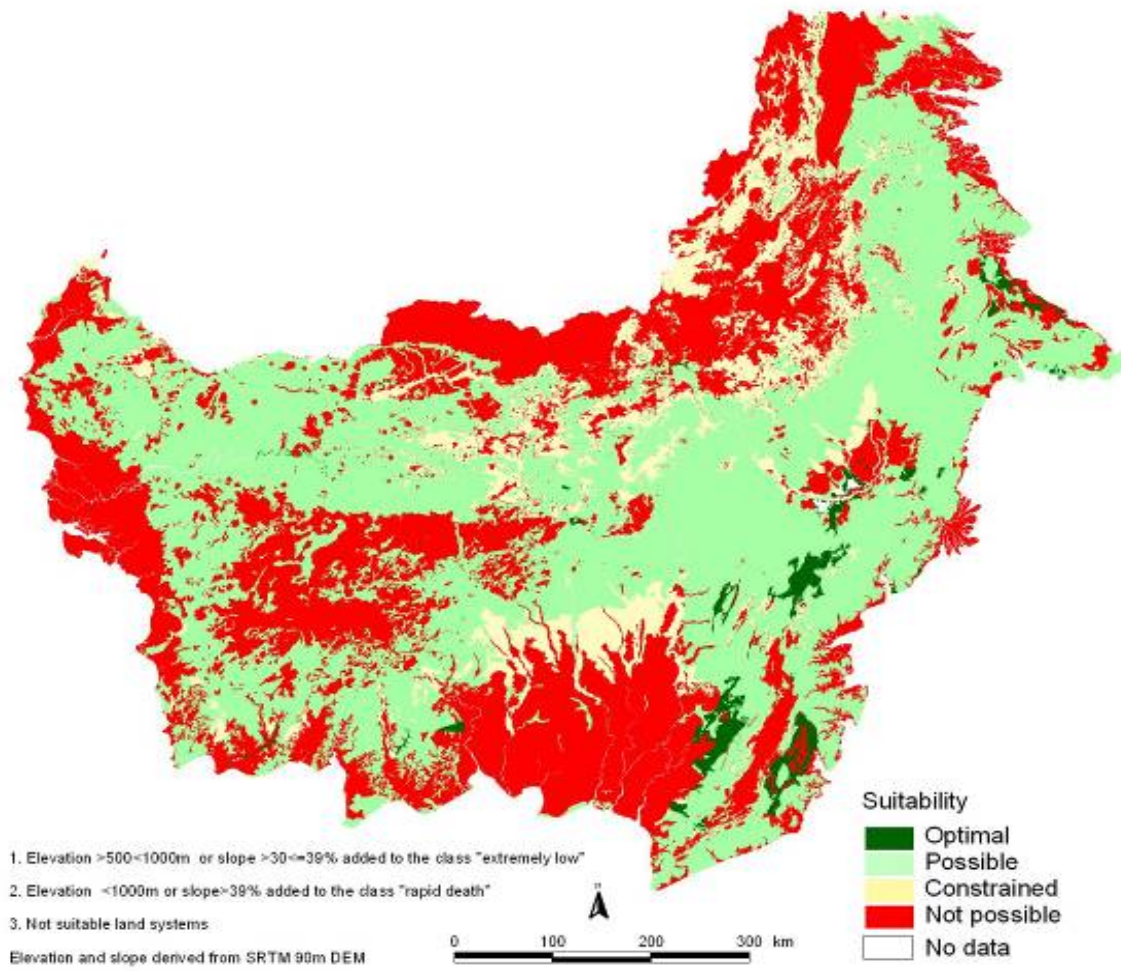 Suitability
Optimal
Possible
Constrained
Not possible
No data
1. Elevation >500<1000m or slope >30<=39% added to the class "extremely low"
2. Elevation <1000m or slope>39% added to the class "rapid death"
3. Not suitable land systems
Elevation and slope derived from SRTM 90m DEM
0 100 200 300 km